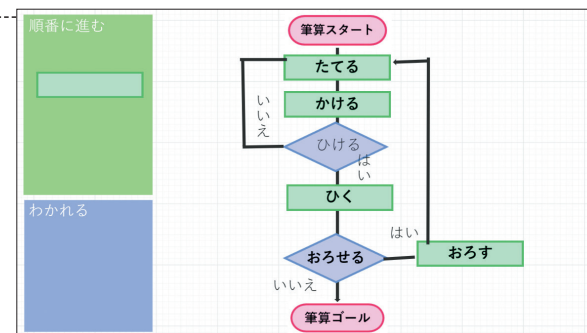 順番に進む
わかれる
筆算スタート
たてる
かける
いいえ
ひける
はい
ひく
おろせる
はい
おろす
いいえ
筆算ゴール